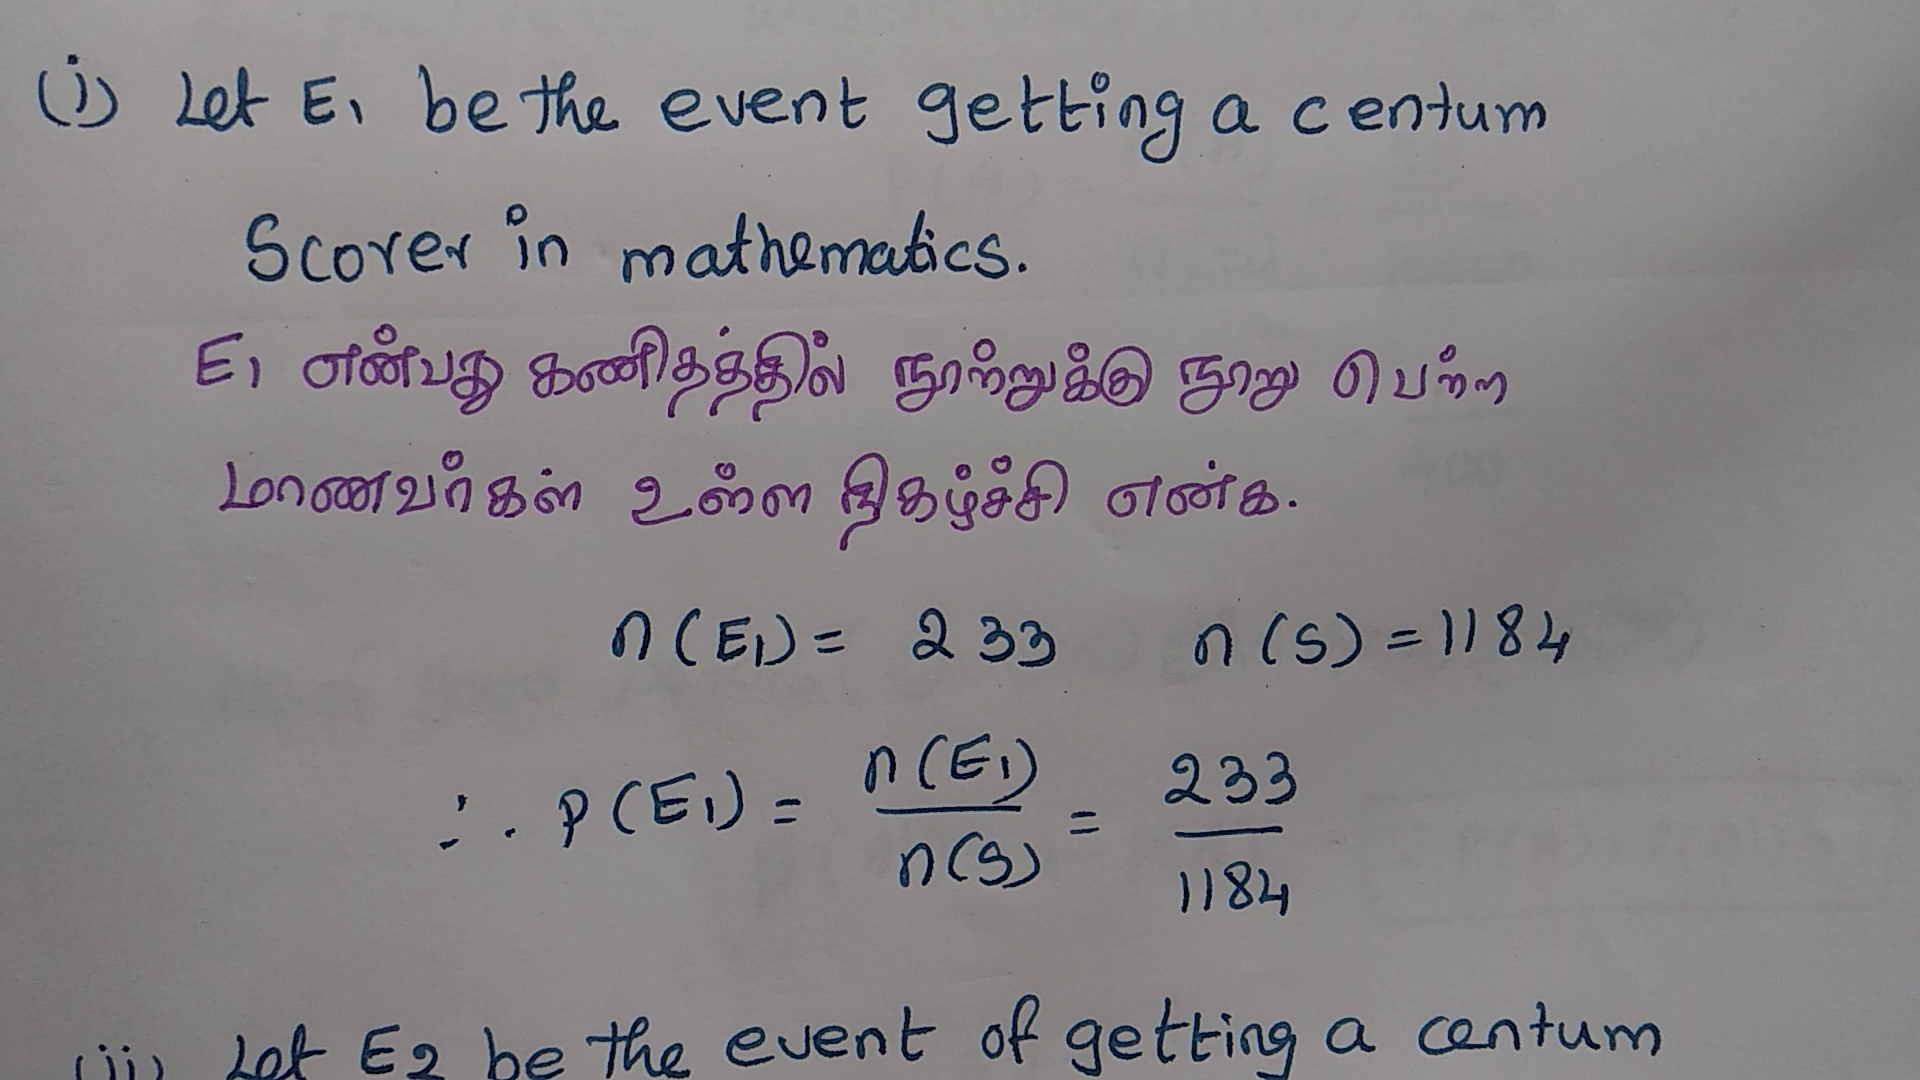 (i) Let E₁ be the event getting a centum
Scorer in mathematics.
E₁ என்பது கணிதத்தில் நூற்றுக்கு நூறு பெற்ற
மாணவர்கள் உள்ள நிகழ்ச்சி என்க.
n(E₁) = 233 n(S) = 1184
∴ P(E₁) = n(E₁)/n(S) = 233/1184
(ii) Let E2 be the event of getting a centum